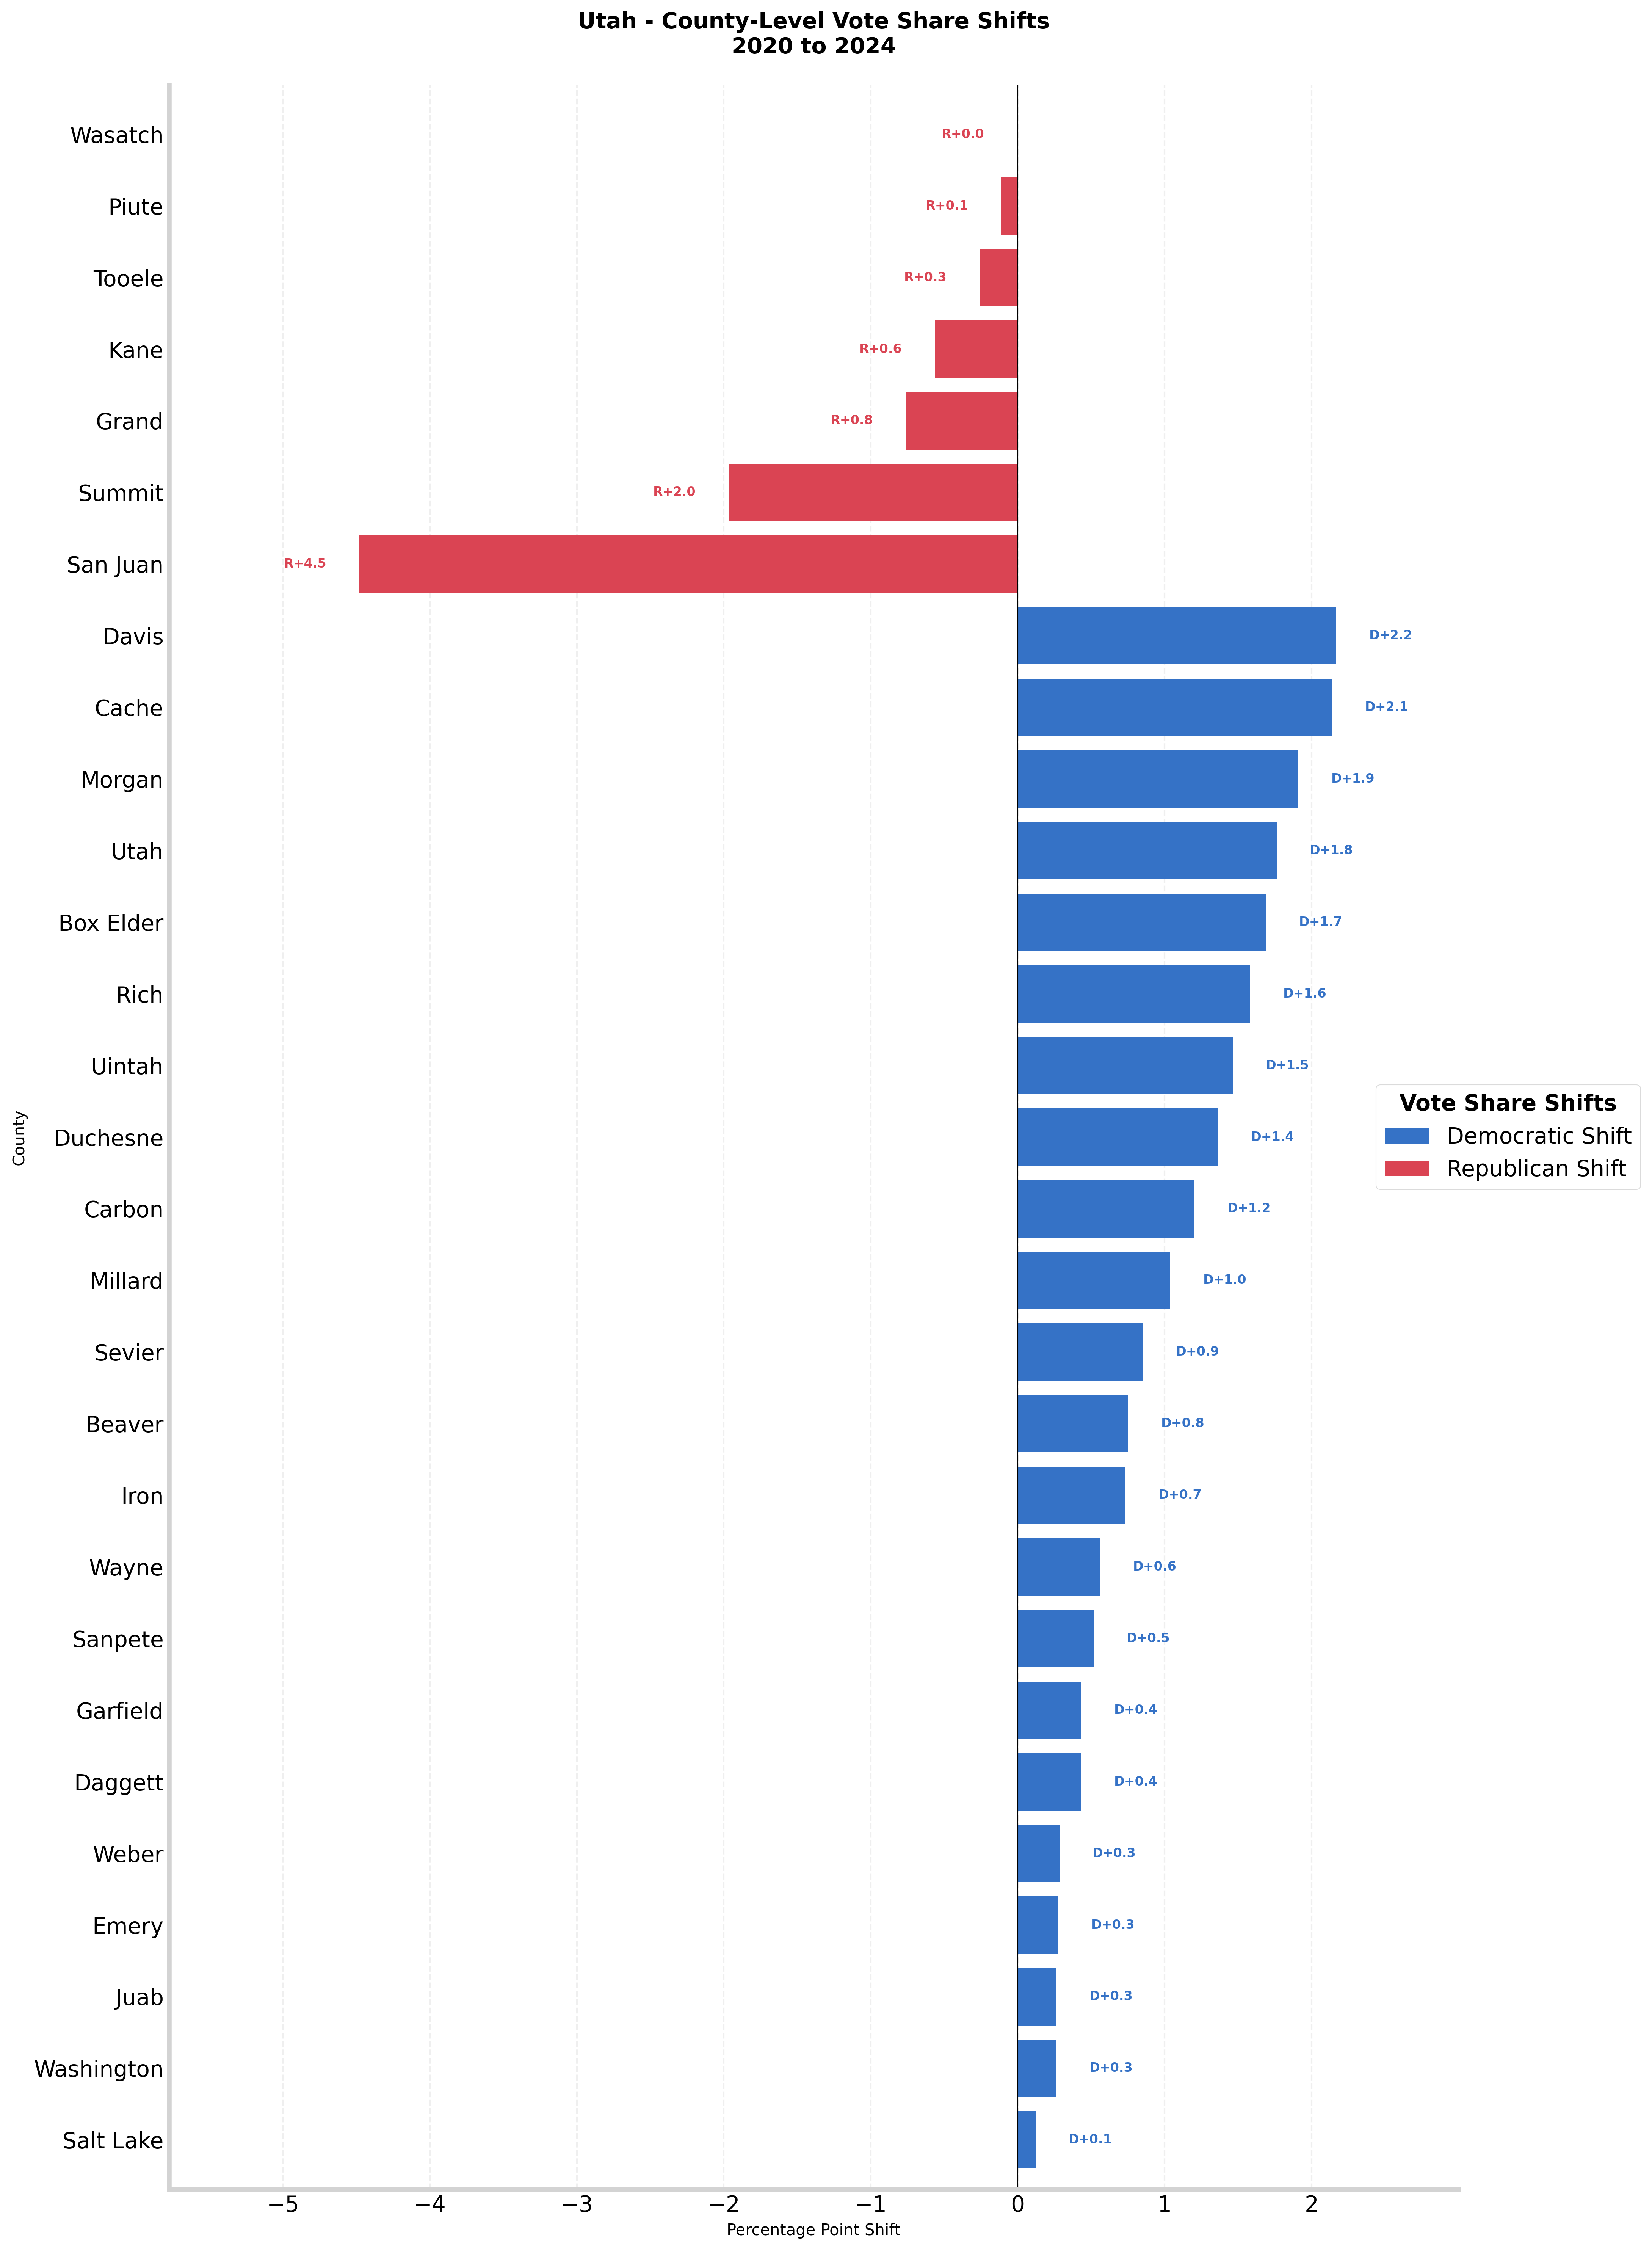 Utah - County-Level Vote Share Shifts
2020 to 2024
Wasatch R+0.0
Piute R+0.1
Tooele R+0.3
Kane R+0.6
Grand R+0.8
Summit R+2.0
San Juan R+4.5
Davis D+2.2
Cache D+2.1
Morgan D+1.9
Utah D+1.8
Box Elder D+1.7
Rich D+1.6
Uintah D+1.5
Duchesne D+1.4
Carbon D+1.2
Millard D+1.0
Sevier D+0.9
Beaver D+0.8
Iron D+0.7
Wayne D+0.6
Sanpete D+0.5
Garfield D+0.4
Daggett D+0.4
Weber D+0.3
Emery D+0.3
Juab D+0.3
Washington D+0.3
Salt Lake D+0.1
County
−5 −4 −3 −2 −1 0 1 2
Percentage Point Shift
Vote Share Shifts
Democratic Shift
Republican Shift